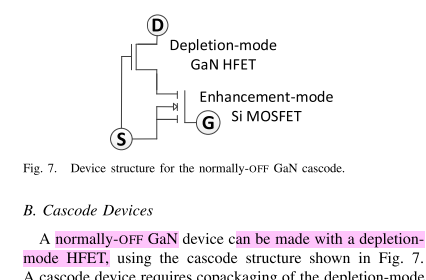 D
Depletion-mode
GaN HFET
Enhancement-mode
Si MOSFET
G
S
Fig. 7. Device structure for the normally-OFF GaN cascode.
B. Cascode Devices
A normally-OFF GaN device can be made with a depletion-
mode HFET, using the cascode structure shown in Fig. 7.
A cascode device requires copackaging of the depletion-mode